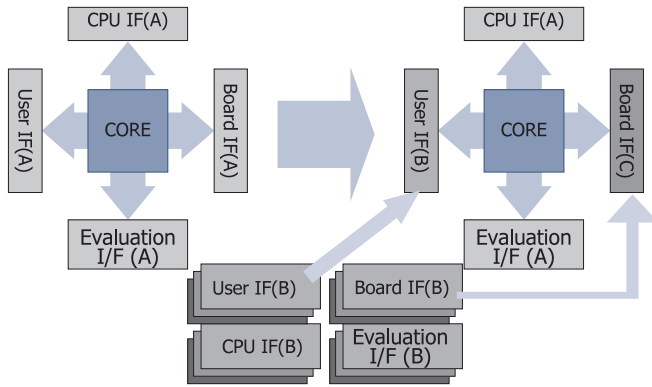 CPU IF(A)
User IF(A)
CORE
Board IF(A)
Evaluation
I/F (A)
CPU IF(A)
User IF(B)
CORE
Board IF(C)
Evaluation
I/F (A)
User IF(B)
Board IF(B)
CPU IF(B)
Evaluation
I/F (B)